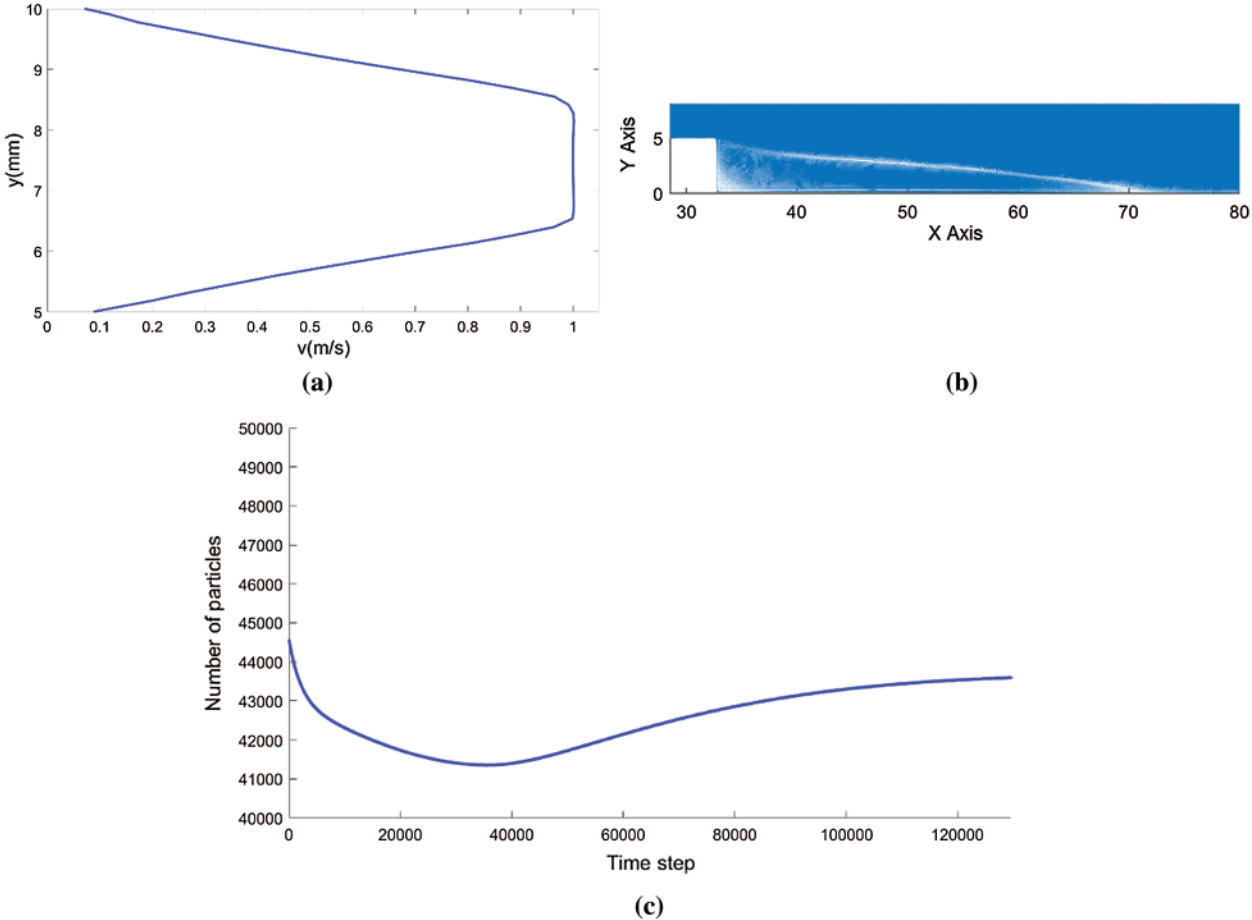 10
9
8
7
6
5
y(mm)
0 0.1 0.2 0.3 0.4 0.5 0.6 0.7 0.8 0.9 1
v(m/s)
(a)
5
0
Y Axis
30 40 50 60 70 80
X Axis
(b)
50000
49000
48000
47000
46000
45000
44000
43000
42000
41000
40000
Number of particles
0 20000 40000 60000 80000 100000 120000
Time step
(c)